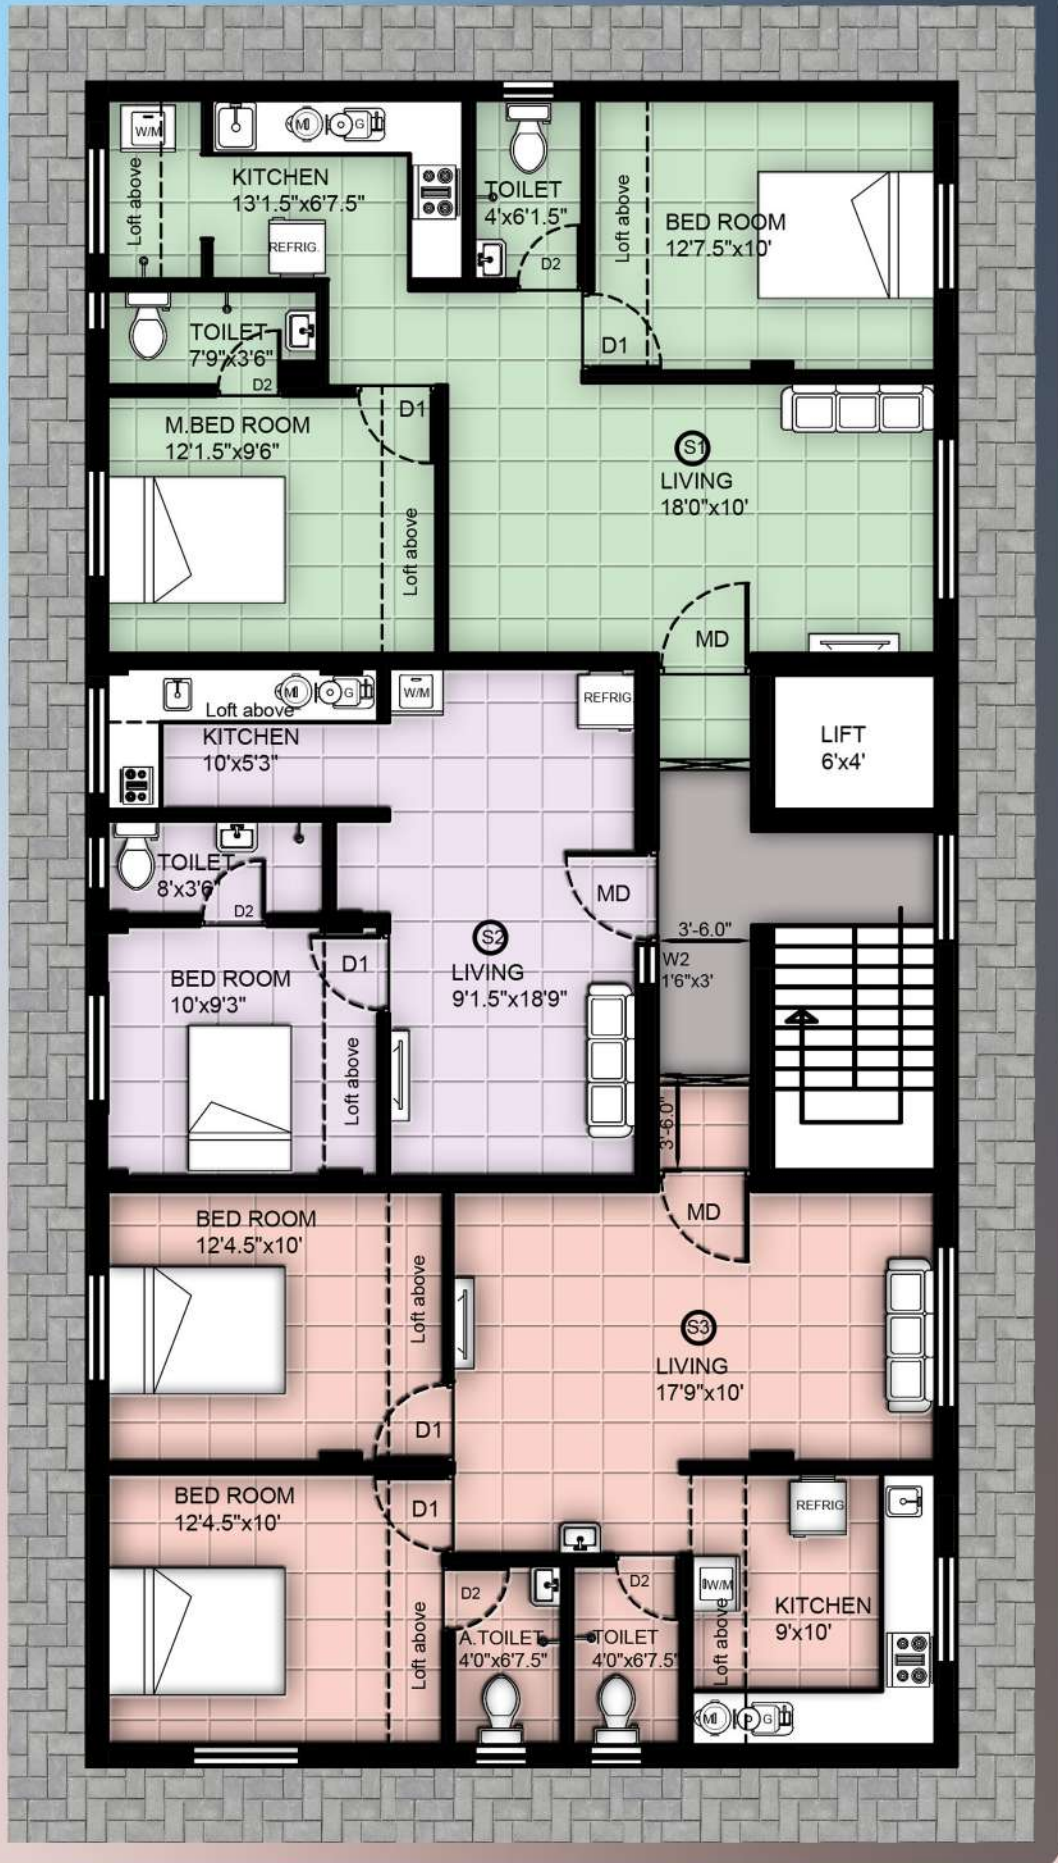 W/M
Loft above
M
G
KITCHEN
13'1.5"x6'7.5"
REFRIG.
TOILET
4'x6'1.5"
D2
Loft above
BED ROOM
12'7.5"x10'
TOILET
7'9"x3'6"
D2
D1
D1
M.BED ROOM
12'1.5"x9'6"
Loft above
S1
LIVING
18'0"x10'
MD
M
G
W/M
REFRIG.
Loft above
KITCHEN
10'x5'3"
LIFT
6'x4'
TOILET
8'x3'6
D2
MD
3'-6.0"
S2
W2
1'6"x3'
D1
BED ROOM
10'x9'3"
LIVING
9'1.5"x18'9"
Loft above
3'-6.0"
BED ROOM
12'4.5"x10'
MD
Loft above
S3
LIVING
17'9"x10'
D1
BED ROOM
12'4.5"x10'
D1
REFRIG
D2
D2
W/M
Loft above
A.TOILET
4'0"x6'7.5"
TOILET
4'0"x6'7.5"
Loft above
KITCHEN
9'x10'
M
G